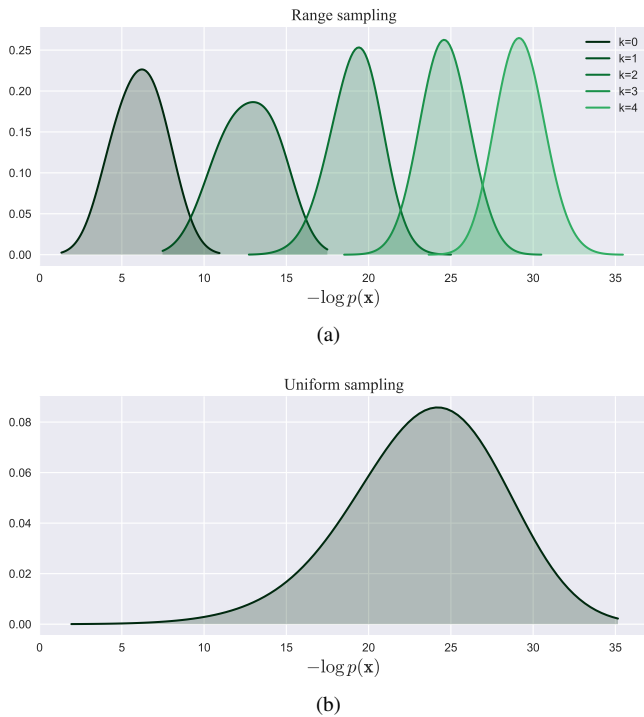 Range sampling
0.25
0.20
0.15
0.10
0.05
0.00
k=0
k=1
k=2
k=3
k=4
0 5 10 15 20 25 30 35
−log p(x)
(a)
Uniform sampling
0.08
0.06
0.04
0.02
0.00
0 5 10 15 20 25 30 35
−log p(x)
(b)